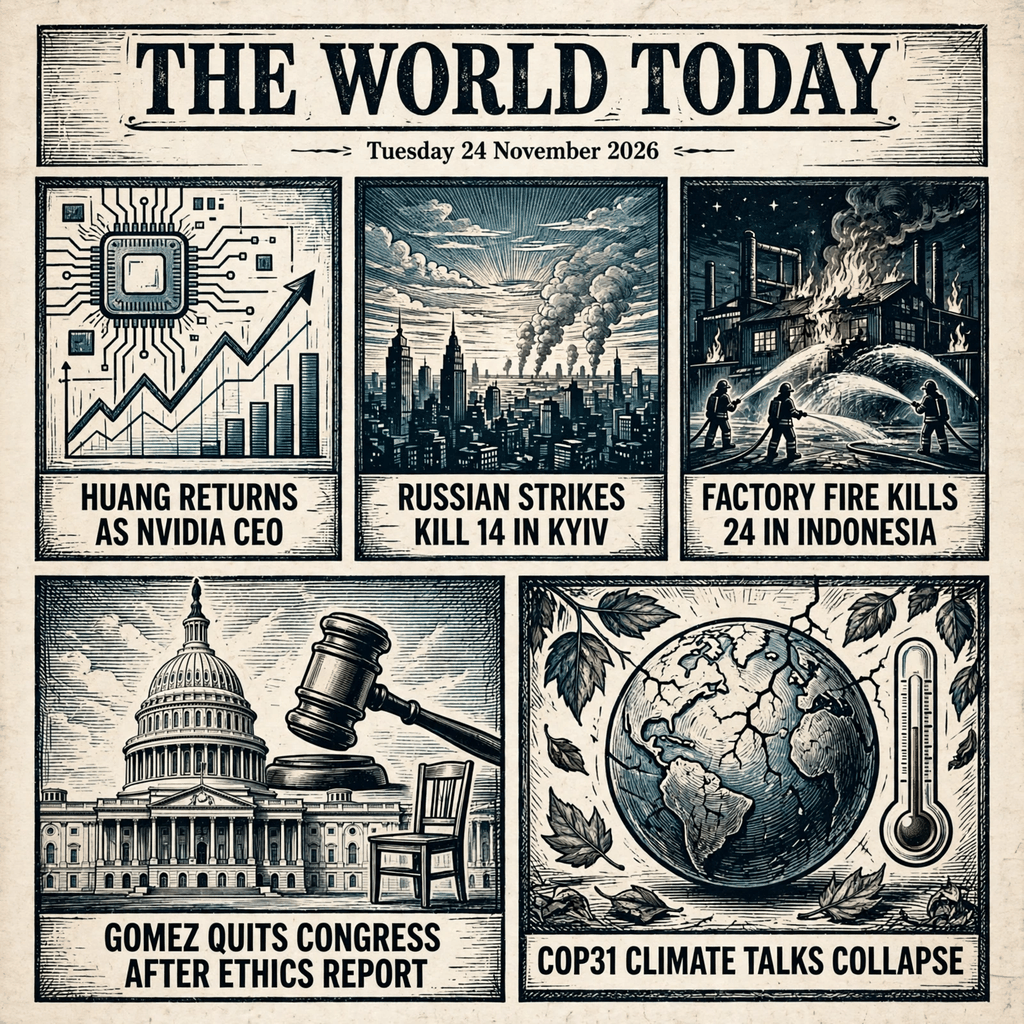 THE WORLD TODAY
Tuesday 24 November 2026
HUANG RETURNS
AS NVIDIA CEO
RUSSIAN STRIKES
KILL 14 IN KYIV
FACTORY FIRE KILLS
24 IN INDONESIA
GOMEZ QUITS CONGRESS
AFTER ETHICS REPORT
COP31 CLIMATE TALKS COLLAPSE